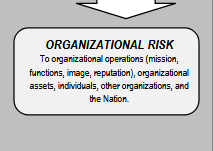 ORGANIZATIONAL RISK
To organizational operations (mission,
functions, image, reputation), organizational
assets, individuals, other organizations, and
the Nation.